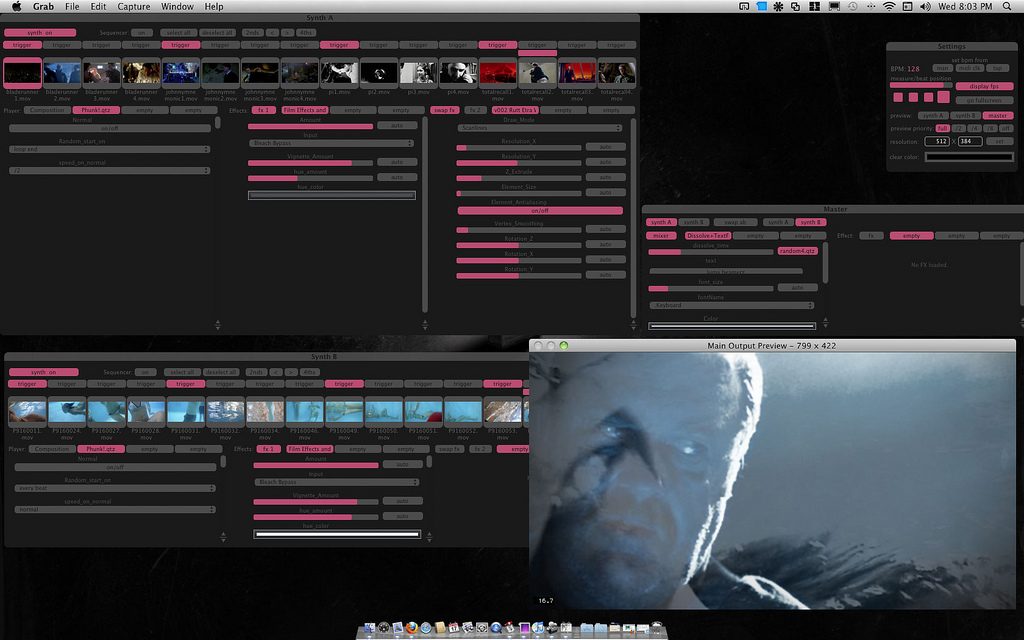 Grab File Edit Capture Window Help
Wed 8:03 PM
Synth A
synth on Sequencer: on select all deselect all 2nds < > 4ths
trigger trigger trigger trigger trigger trigger trigger trigger trigger trigger trigger trigger trigger trigger trigger trigger
bladerunner bladerunner bladerunner bladerunner johnnymne johnnymne johnnymne johnnymne pi1.mov pi2.mov pi3.mov pi4.mov totalrecall1 totalrecall2 totalrecall3 totalrecall4
1.mov 2.mov 3.mov 4.mov monic1.mov monic2.mov monic3.mov monic4.mov .mov .mov .mov .mov
Player: Composition Phunk!.qtz empty empty
Normal
on/off
Random_start_on
loop end
speed_on_normal
/2
Effects: fx 1 Film Effects and empty empty
Amount
auto
Input
Bleach Bypass
Vignette_Amount
auto
hue_amount
auto
hue_color
swap fx fx 2 v002 Rutt Etra empty empty
Draw_Mode
Scanlines
Resolution_X
auto
Resolution_Y
auto
Z_Extrude
auto
Element_Size
auto
Element_Antialiasing
on/off
Vertex_Smoothing
auto
Rotation_Z
auto
Rotation_X
auto
Rotation_Y
auto
Settings
set bpm from
BPM: 128 man. midi clk tap
measure/beat position
display fps
go fullscreen
preview: synth A synth B master
preview priority: full /2 /4 /8 off
resolution: 512 X 384 set
clear color:
Master
synth A synth B swap ab synth A synth B
mixer Dissolve+TextF empty empty
dissolve_time
random4.qtz
text
font_size
auto
fontName
Keyboard
Color
Effect: fx empty empty empty
No FX loaded.
Synth B
synth on Sequencer: on select all deselect all 2nds < > 4ths
trigger trigger trigger trigger trigger trigger trigger trigger trigger trigger trigger trigger trigger
P9160011. P9160024. P9160027. P9160028. P9160031. P9160032. P9160034. P9160048. P9160049. P9160050. P9160051. P9160052. P9160053.
mov mov mov mov mov mov mov mov mov mov mov mov mov
Player: Composition Phunk!.qtz empty empty
Normal
on/off
Random_start_on
every beat
speed_on_normal
normal
Effects: fx 1 Film Effects and empty empty
Amount
auto
Input
Bleach Bypass
Vignette_Amount
auto
hue_amount
auto
hue_color
swap fx fx 2 empty
Main Output Preview – 799 x 422
16.7